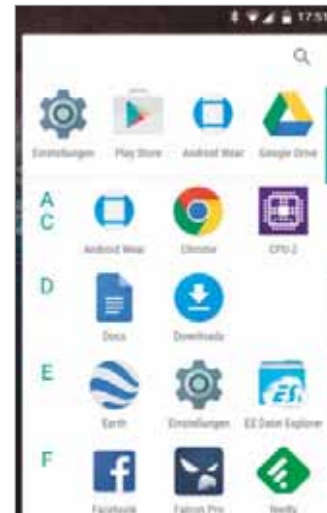 17:51
Einstellungen Play Store Android Wear Google Drive
A
C
Android Wear Chrome CPU-Z
D
Docs Downloads
E
Earth Einstellungen ES Datei Explorer
F
Facebook Falcon Pro feedly